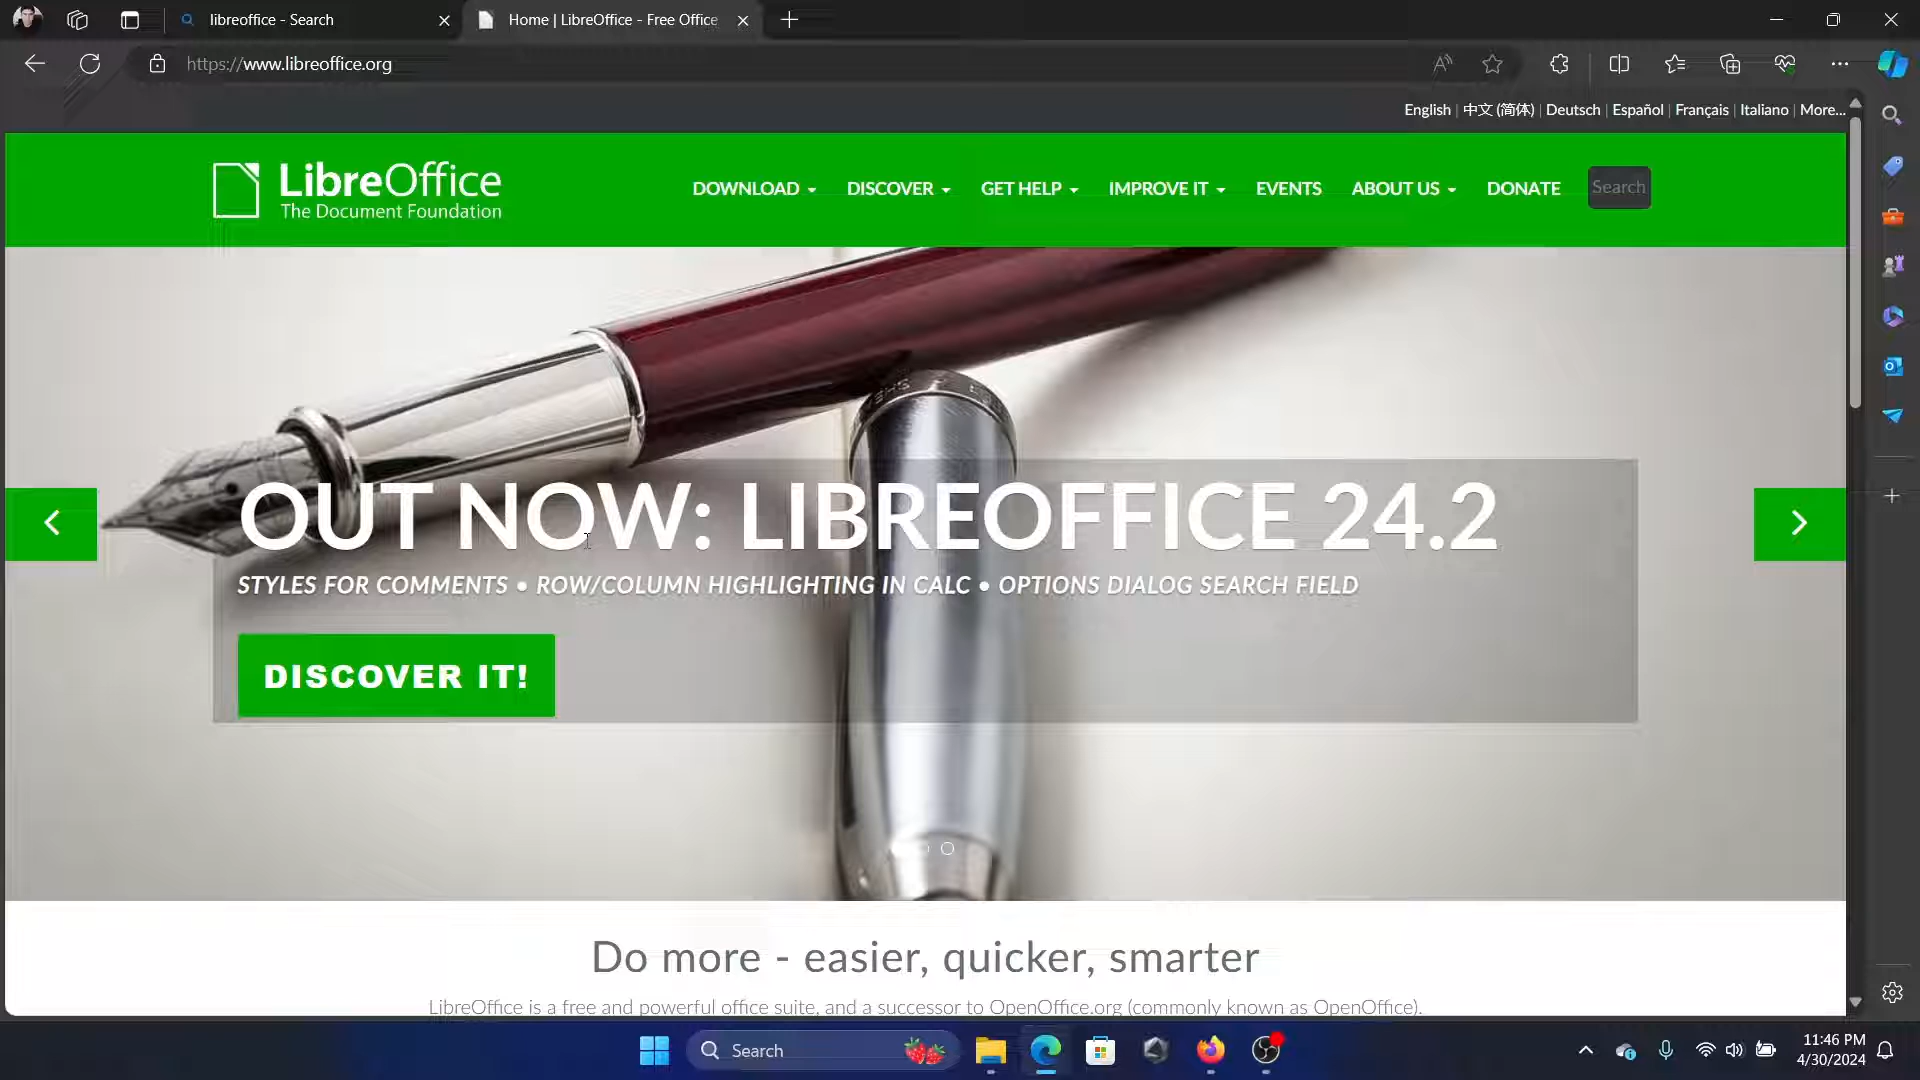 libreoffice - Search
Home | LibreOffice - Free Office
https://www.libreoffice.org
English | 中文 (简体) | Deutsch | Español | Français | Italiano | More...
LibreOffice
The Document Foundation
DOWNLOAD
DISCOVER
GET HELP
IMPROVE IT
EVENTS
ABOUT US
DONATE
Search
OUT NOW: LIBREOFFICE 24.2
STYLES FOR COMMENTS • ROW/COLUMN HIGHLIGHTING IN CALC • OPTIONS DIALOG SEARCH FIELD
DISCOVER IT!
Do more - easier, quicker, smarter
LibreOffice is a free and powerful office suite, and a successor to OpenOffice.org (commonly known as OpenOffice).
Search
11:46 PM
4/30/2024